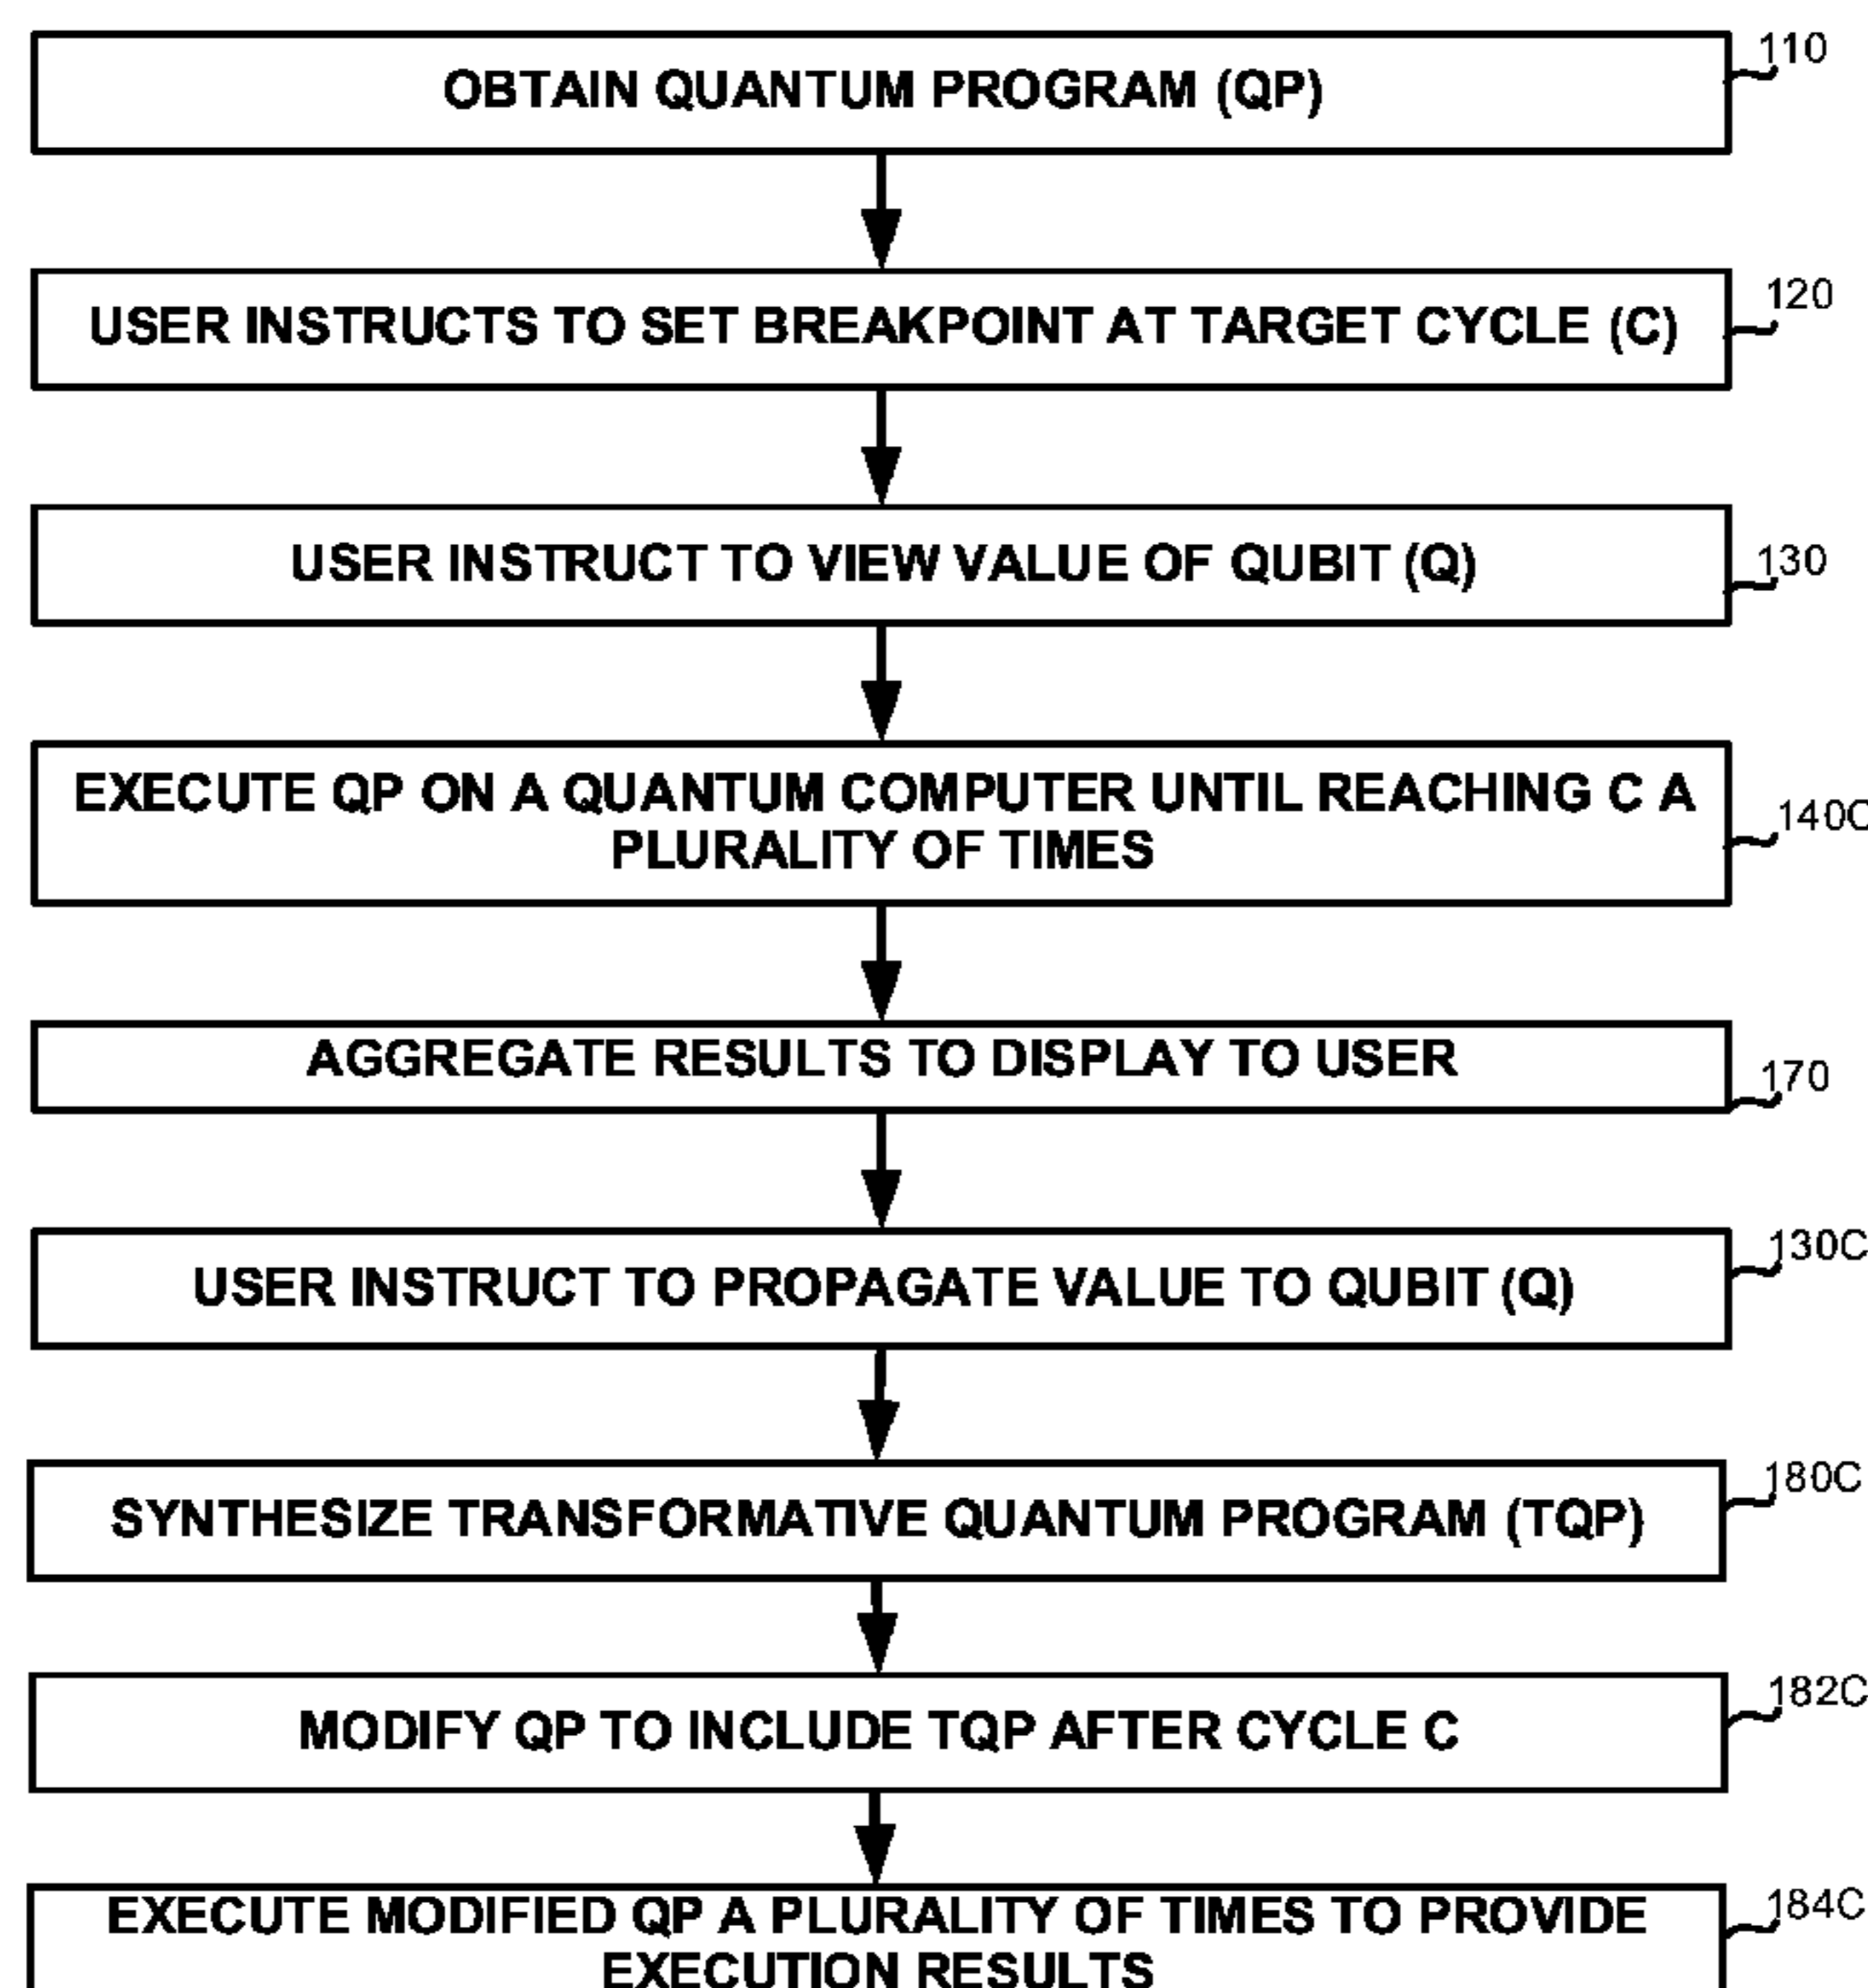 OBTAIN QUANTUM PROGRAM (QP)
110
USER INSTRUCTS TO SET BREAKPOINT AT TARGET CYCLE (C)
120
USER INSTRUCT TO VIEW VALUE OF QUBIT (Q)
130
EXECUTE QP ON A QUANTUM COMPUTER UNTIL REACHING C A
PLURALITY OF TIMES
140C
AGGREGATE RESULTS TO DISPLAY TO USER
170
USER INSTRUCT TO PROPAGATE VALUE TO QUBIT (Q)
130C
SYNTHESIZE TRANSFORMATIVE QUANTUM PROGRAM (TQP)
180C
MODIFY QP TO INCLUDE TQP AFTER CYCLE C
182C
EXECUTE MODIFIED QP A PLURALITY OF TIMES TO PROVIDE
EXECUTION RESULTS
184C